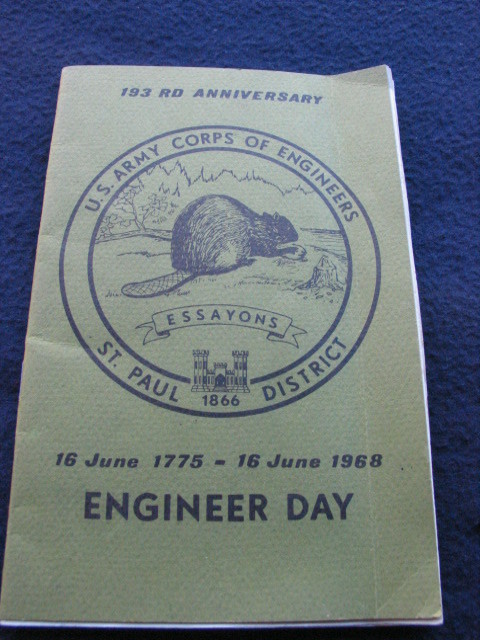 193 RD ANNIVERSARY
U.S. ARMY CORPS OF ENGINEERS
ESSAYONS
ST. PAUL DISTRICT
1866
16 June 1775 - 16 June 1968
ENGINEER DAY